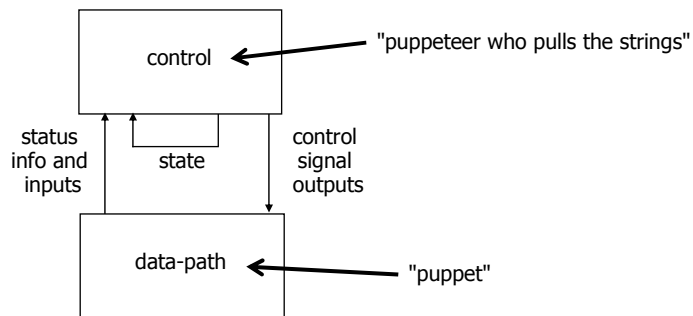 control
"puppeteer who pulls the strings"
status
info and
inputs
state
control
signal
outputs
data-path
"puppet"